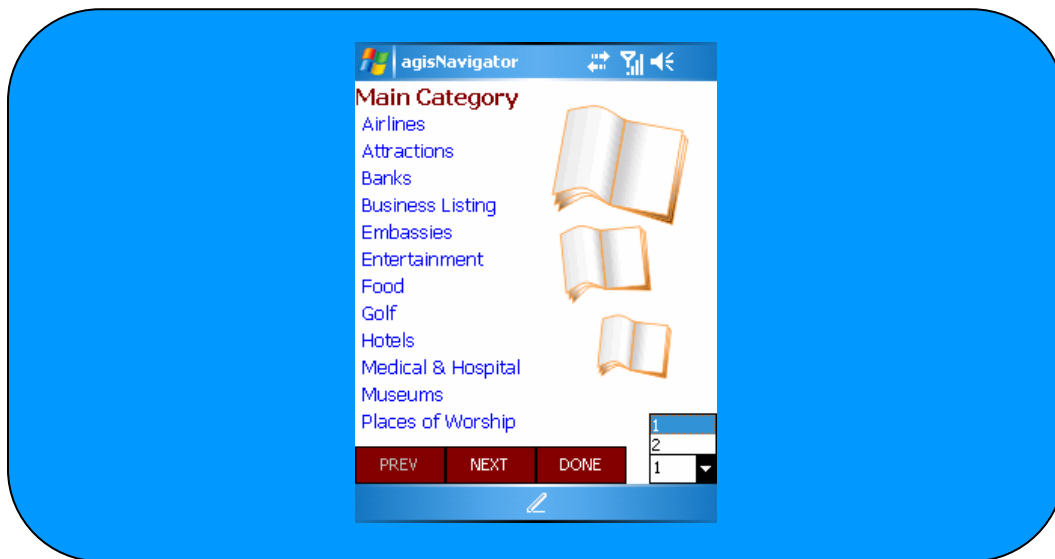 agisNavigator
Main Category
Airlines
Attractions
Banks
Business Listing
Embassies
Entertainment
Food
Golf
Hotels
Medical & Hospital
Museums
Places of Worship
1
2
PREV NEXT DONE 1